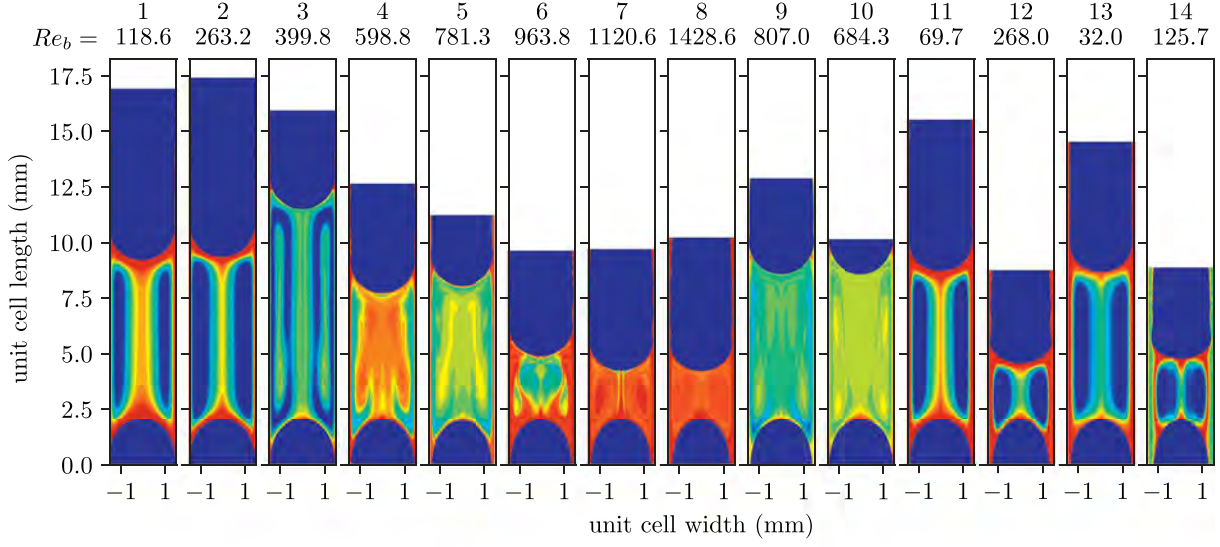 1 2 3 4 5 6 7 8 9 10 11 12 13 14
Re_b = 118.6 263.2 399.8 598.8 781.3 963.8 1120.6 1428.6 807.0 684.3 69.7 268.0 32.0 125.7
17.5
15.0
12.5
10.0
7.5
5.0
2.5
0.0
unit cell length (mm)
−1 1 −1 1 −1 1 −1 1 −1 1 −1 1 −1 1 −1 1 −1 1 −1 1 −1 1 −1 1 −1 1 −1 1
unit cell width (mm)